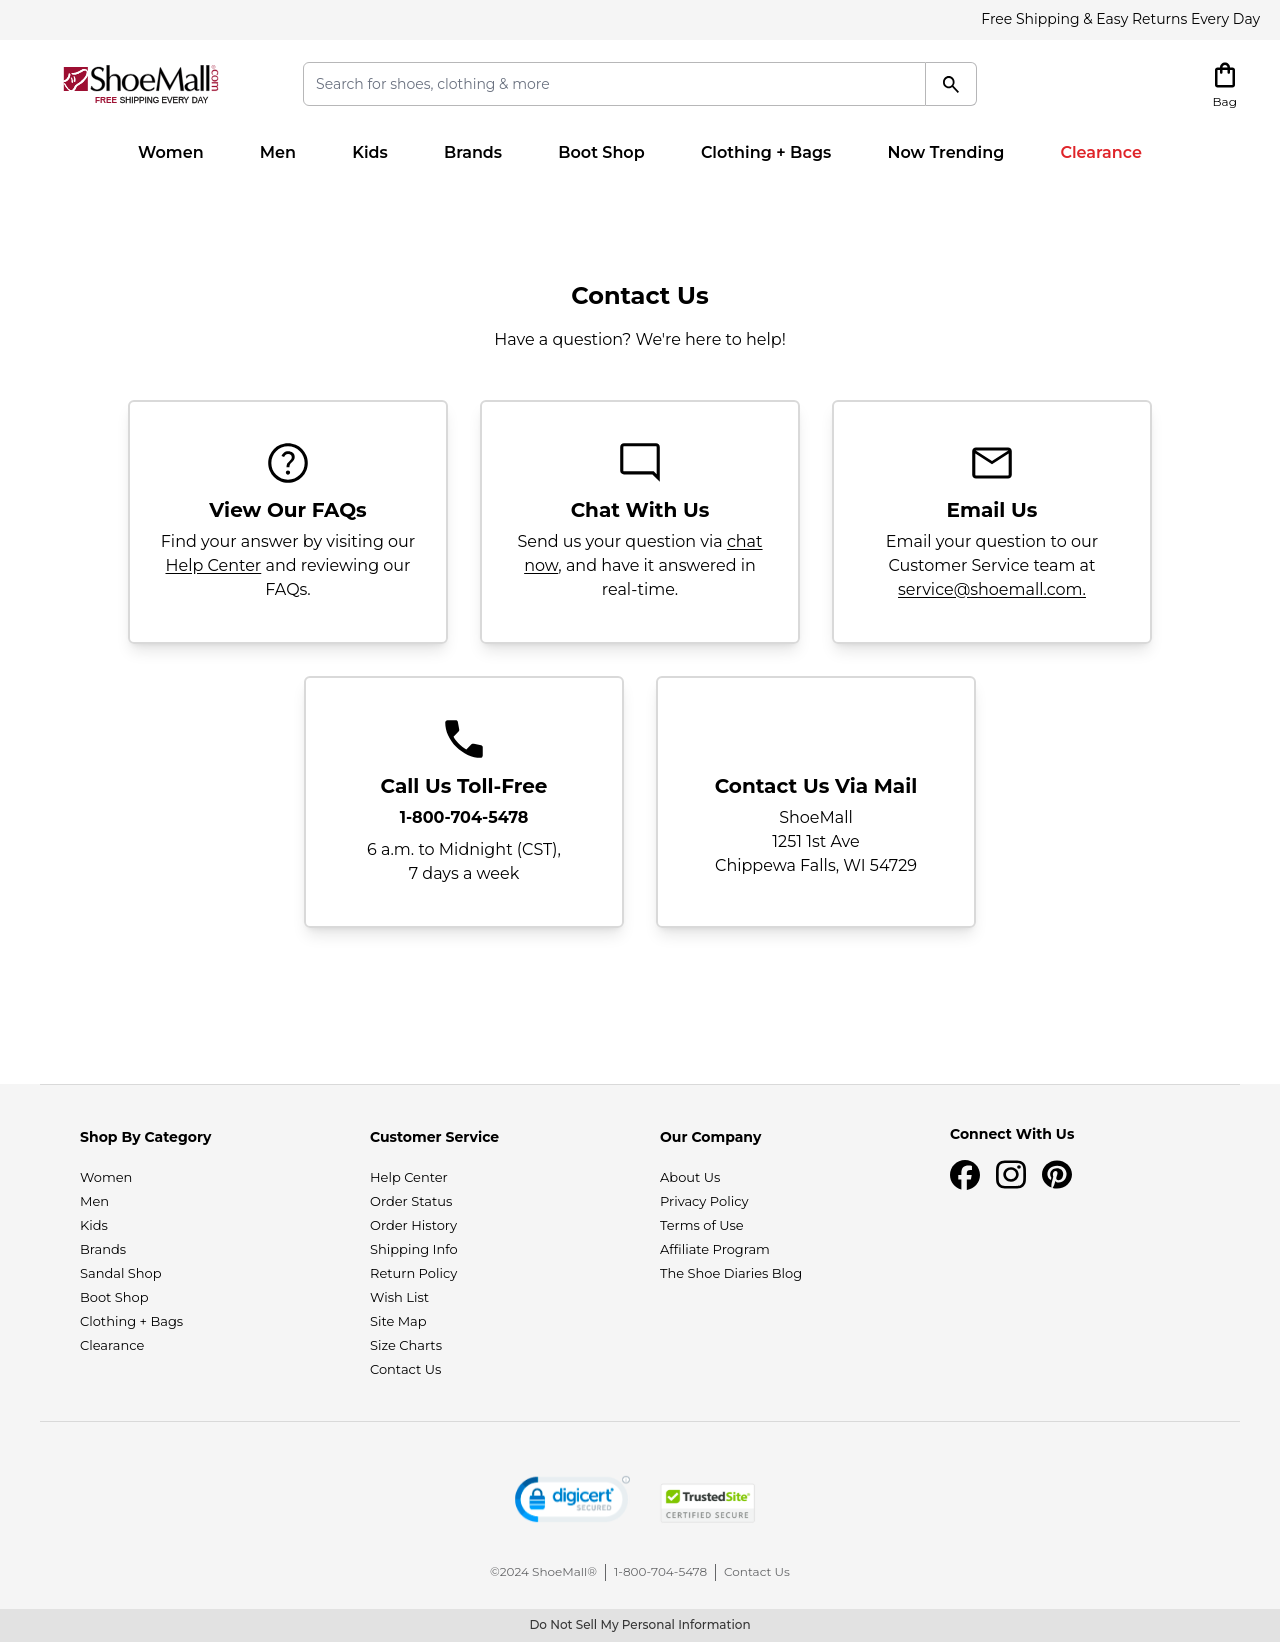 Free Shipping & Easy Returns Every Day
ShoeMall.com
FREE SHIPPING EVERY DAY
Search for shoes, clothing & more
Bag
Women Men Kids Brands Boot Shop Clothing + Bags Now Trending Clearance
Contact Us
Have a question? We're here to help!
View Our FAQs
Find your answer by visiting our
Help Center and reviewing our
FAQs.
Chat With Us
Send us your question via chat
now, and have it answered in
real-time.
Email Us
Email your question to our
Customer Service team at
service@shoemall.com.
Call Us Toll-Free
1-800-704-5478
6 a.m. to Midnight (CST),
7 days a week
Contact Us Via Mail
ShoeMall
1251 1st Ave
Chippewa Falls, WI 54729
Shop By Category
Women
Men
Kids
Brands
Sandal Shop
Boot Shop
Clothing + Bags
Clearance
Customer Service
Help Center
Order Status
Order History
Shipping Info
Return Policy
Wish List
Site Map
Size Charts
Contact Us
Our Company
About Us
Privacy Policy
Terms of Use
Affiliate Program
The Shoe Diaries Blog
Connect With Us
digicert
SECURED
TrustedSite
CERTIFIED SECURE
©2024 ShoeMall® 1-800-704-5478 Contact Us
Do Not Sell My Personal Information